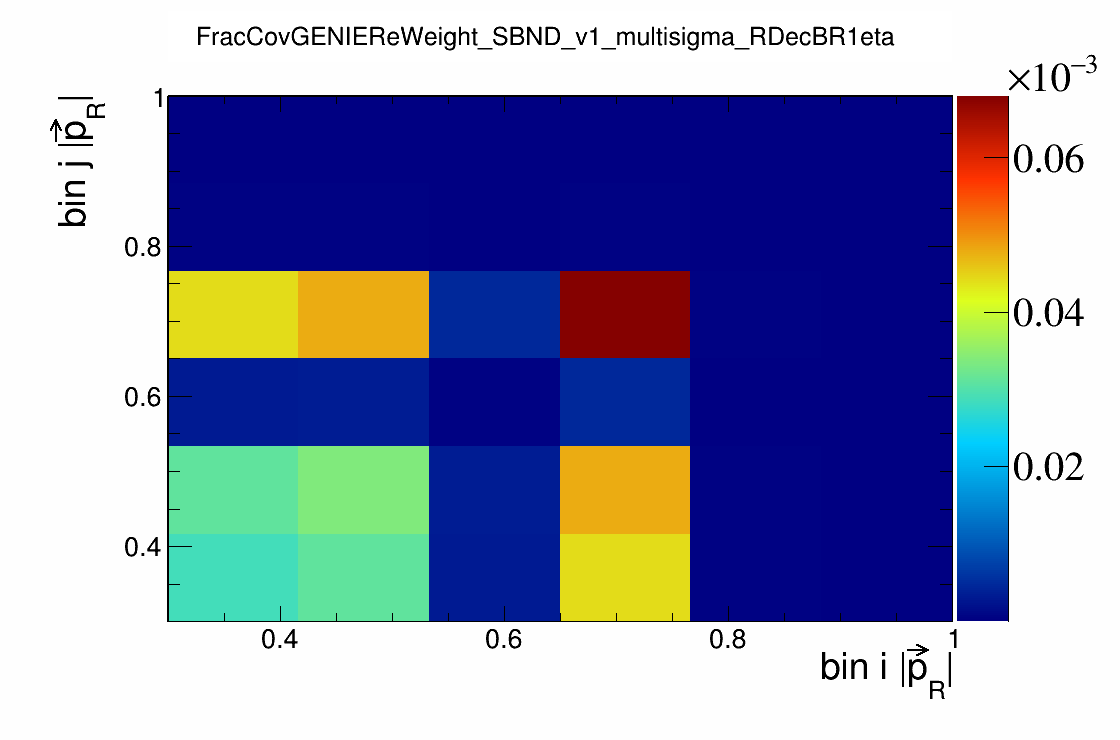 FracCovGENIEReWeight_SBND_v1_multisigma_RDecBR1eta
×10⁻³
bin j |p⃗_R|
1
0.8
0.6
0.4
0.06
0.04
0.02
0.4 0.6 0.8 1
bin i |p⃗_R|